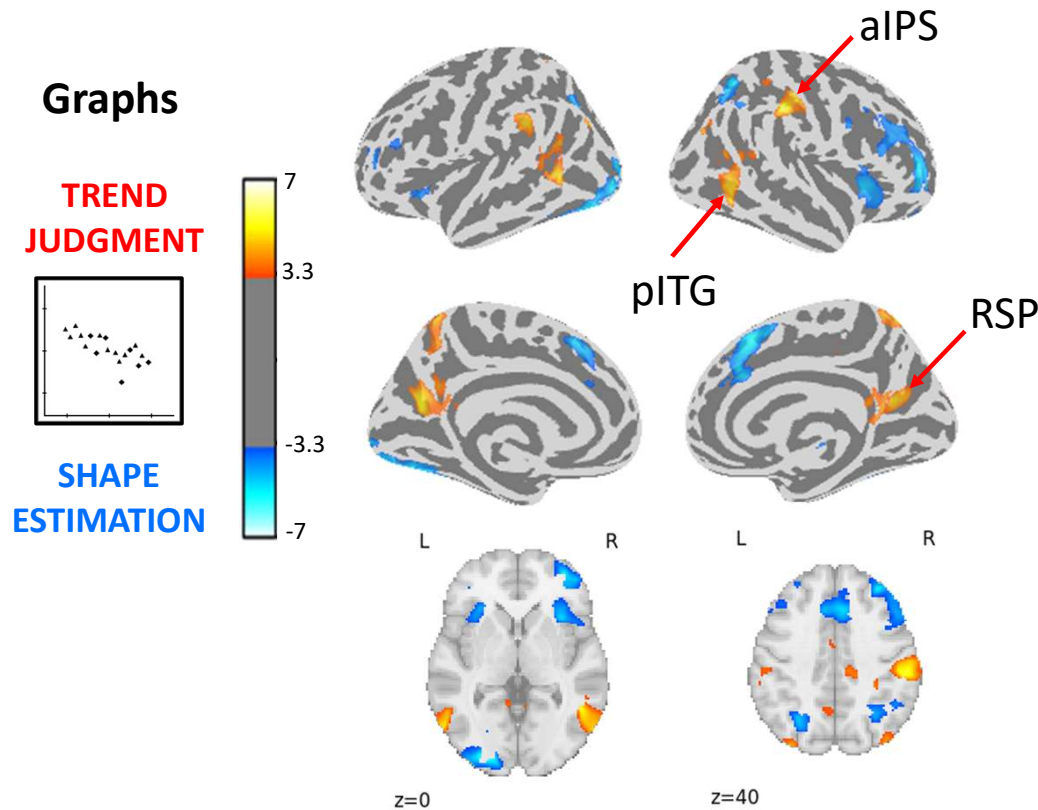 aIPS
Graphs
TREND
JUDGMENT
7
3.3
-3.3
-7
pITG
RSP
SHAPE
ESTIMATION
L
R
L
R
z=0
z=40